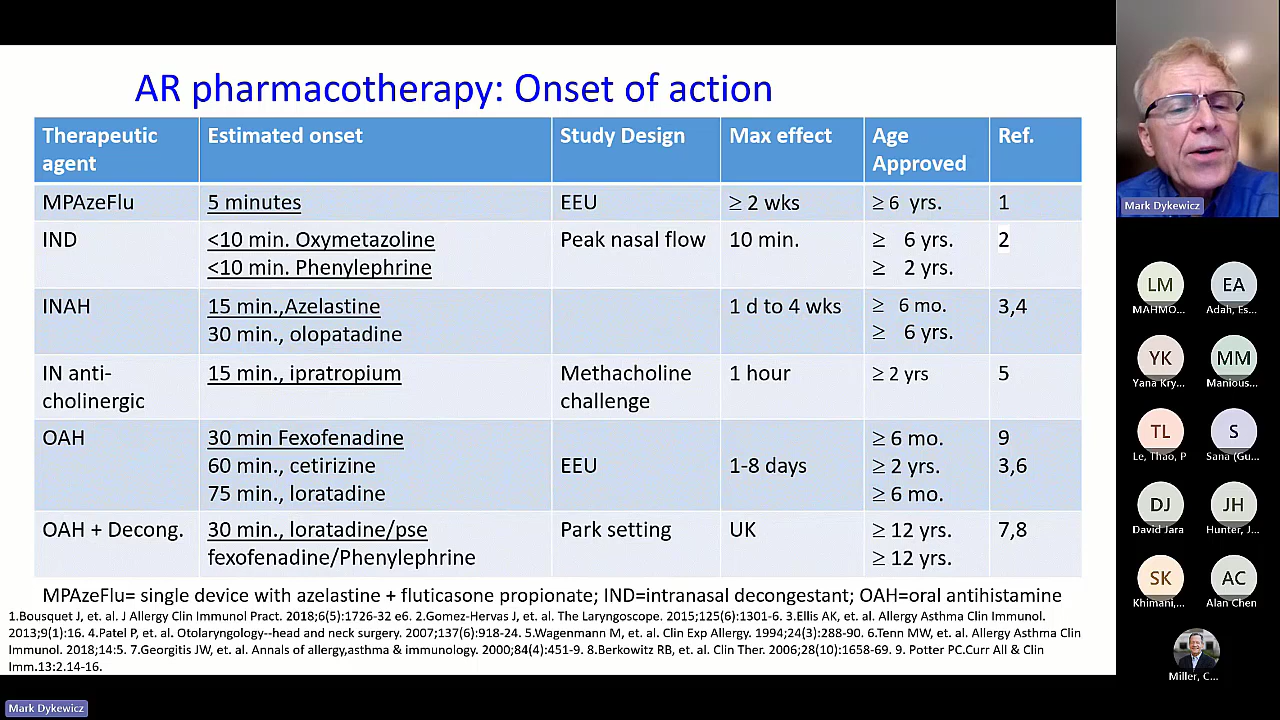 AR pharmacotherapy: Onset of action
Therapeutic agent
Estimated onset
Study Design
Max effect
Age Approved
Ref.
MPAzeFlu
5 minutes
EEU
≥ 2 wks
≥ 6 yrs.
1
IND
<10 min. Oxymetazoline
<10 min. Phenylephrine
Peak nasal flow
10 min.
≥ 6 yrs.
≥ 2 yrs.
2
INAH
15 min.,Azelastine
30 min., olopatadine
1 d to 4 wks
≥ 6 mo.
≥ 6 yrs.
3,4
IN anti-
cholinergic
15 min., ipratropium
Methacholine
challenge
1 hour
≥ 2 yrs
5
OAH
30 min Fexofenadine
60 min., cetirizine
75 min., loratadine
EEU
1-8 days
≥ 6 mo.
≥ 2 yrs.
≥ 6 mo.
9
3,6
OAH + Decong.
30 min., loratadine/pse
fexofenadine/Phenylephrine
Park setting
UK
≥ 12 yrs.
≥ 12 yrs.
7,8
MPAzeFlu= single device with azelastine + fluticasone propionate; IND=intranasal decongestant; OAH=oral antihistamine
1.Bousquet J, et. al. J Allergy Clin Immunol Pract. 2018;6(5):1726-32 e6. 2.Gomez-Hervas J, et. al. The Laryngoscope. 2015;125(6):1301-6. 3.Ellis AK, et. al. Allergy Asthma Clin Immunol.
2013;9(1):16. 4.Patel P, et. al. Otolaryngology--head and neck surgery. 2007;137(6):918-24. 5.Wagenmann M, et. al. Clin Exp Allergy. 1994;24(3):288-90. 6.Tenn MW, et. al. Allergy Asthma Clin
Immunol. 2018;14:5. 7.Georgitis JW, et. al. Annals of allergy,asthma & immunology. 2000;84(4):451-9. 8.Berkowitz RB, et. al. Clin Ther. 2006;28(10):1658-69. 9. Potter PC.Curr All & Clin
Imm.13:2.14-16.
Mark Dykewicz
Mark Dykewicz
LM
MAHMO...
EA
Adah, Es...
YK
Yana Kry...
MM
Manious...
TL
Le, Thao, P
S
Sana (Gu...
DJ
David Jara
JH
Hunter, J...
SK
Khimani,...
AC
Alan Chen
Miller, C...